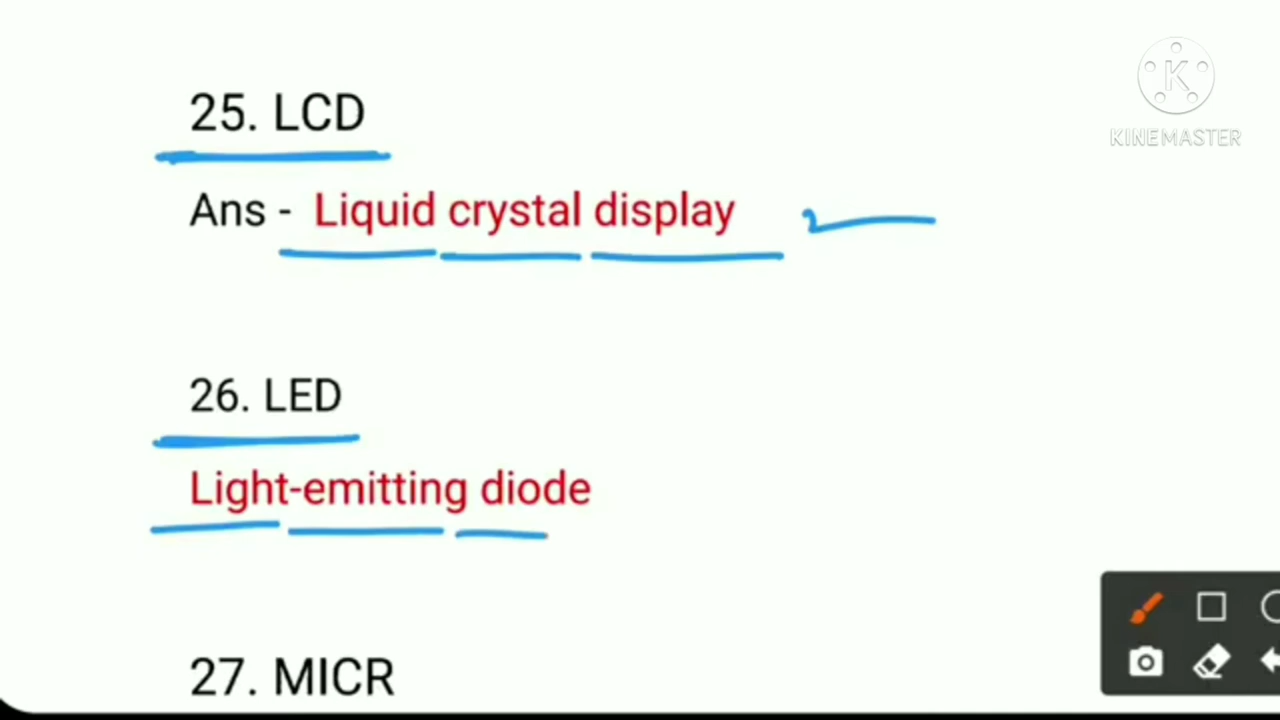 25. LCD
KINEMASTER
Ans - Liquid crystal display
26. LED
Light-emitting diode
27. MICR